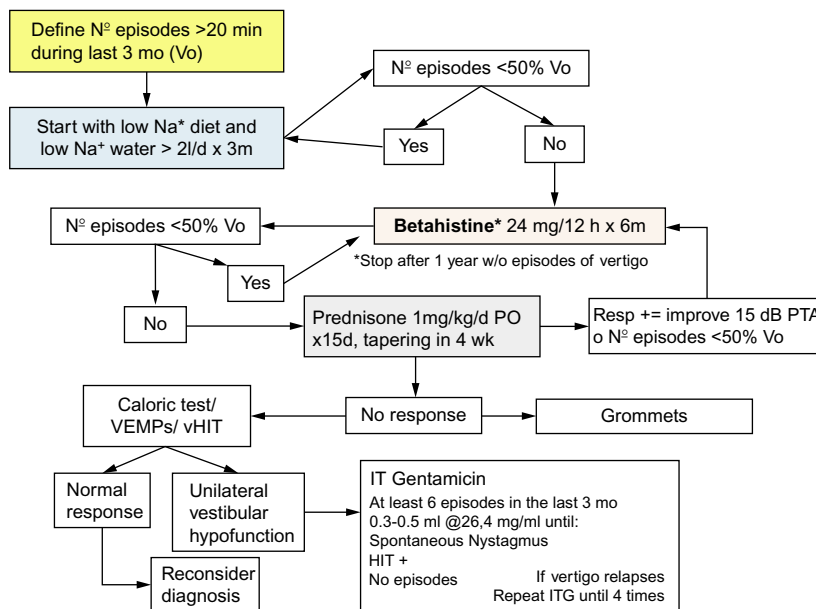 Define Nº episodes >20 min
during last 3 mo (Vo)
Nº episodes <50% Vo
Start with low Na* diet and
low Na⁺ water > 2l/d x 3m
Yes
No
Nº episodes <50% Vo
Betahistine* 24 mg/12 h x 6m
*Stop after 1 year w/o episodes of vertigo
Yes
No
Prednisone 1mg/kg/d PO
x15d, tapering in 4 wk
Resp += improve 15 dB PTA
o Nº episodes <50% Vo
Caloric test/
VEMPs/ vHIT
No response
Grommets
Normal
response
Unilateral
vestibular
hypofunction
IT Gentamicin
At least 6 episodes in the last 3 mo
0.3-0.5 ml @26,4 mg/ml until:
Spontaneous Nystagmus
HIT +
No episodes
If vertigo relapses
Repeat ITG until 4 times
Reconsider
diagnosis